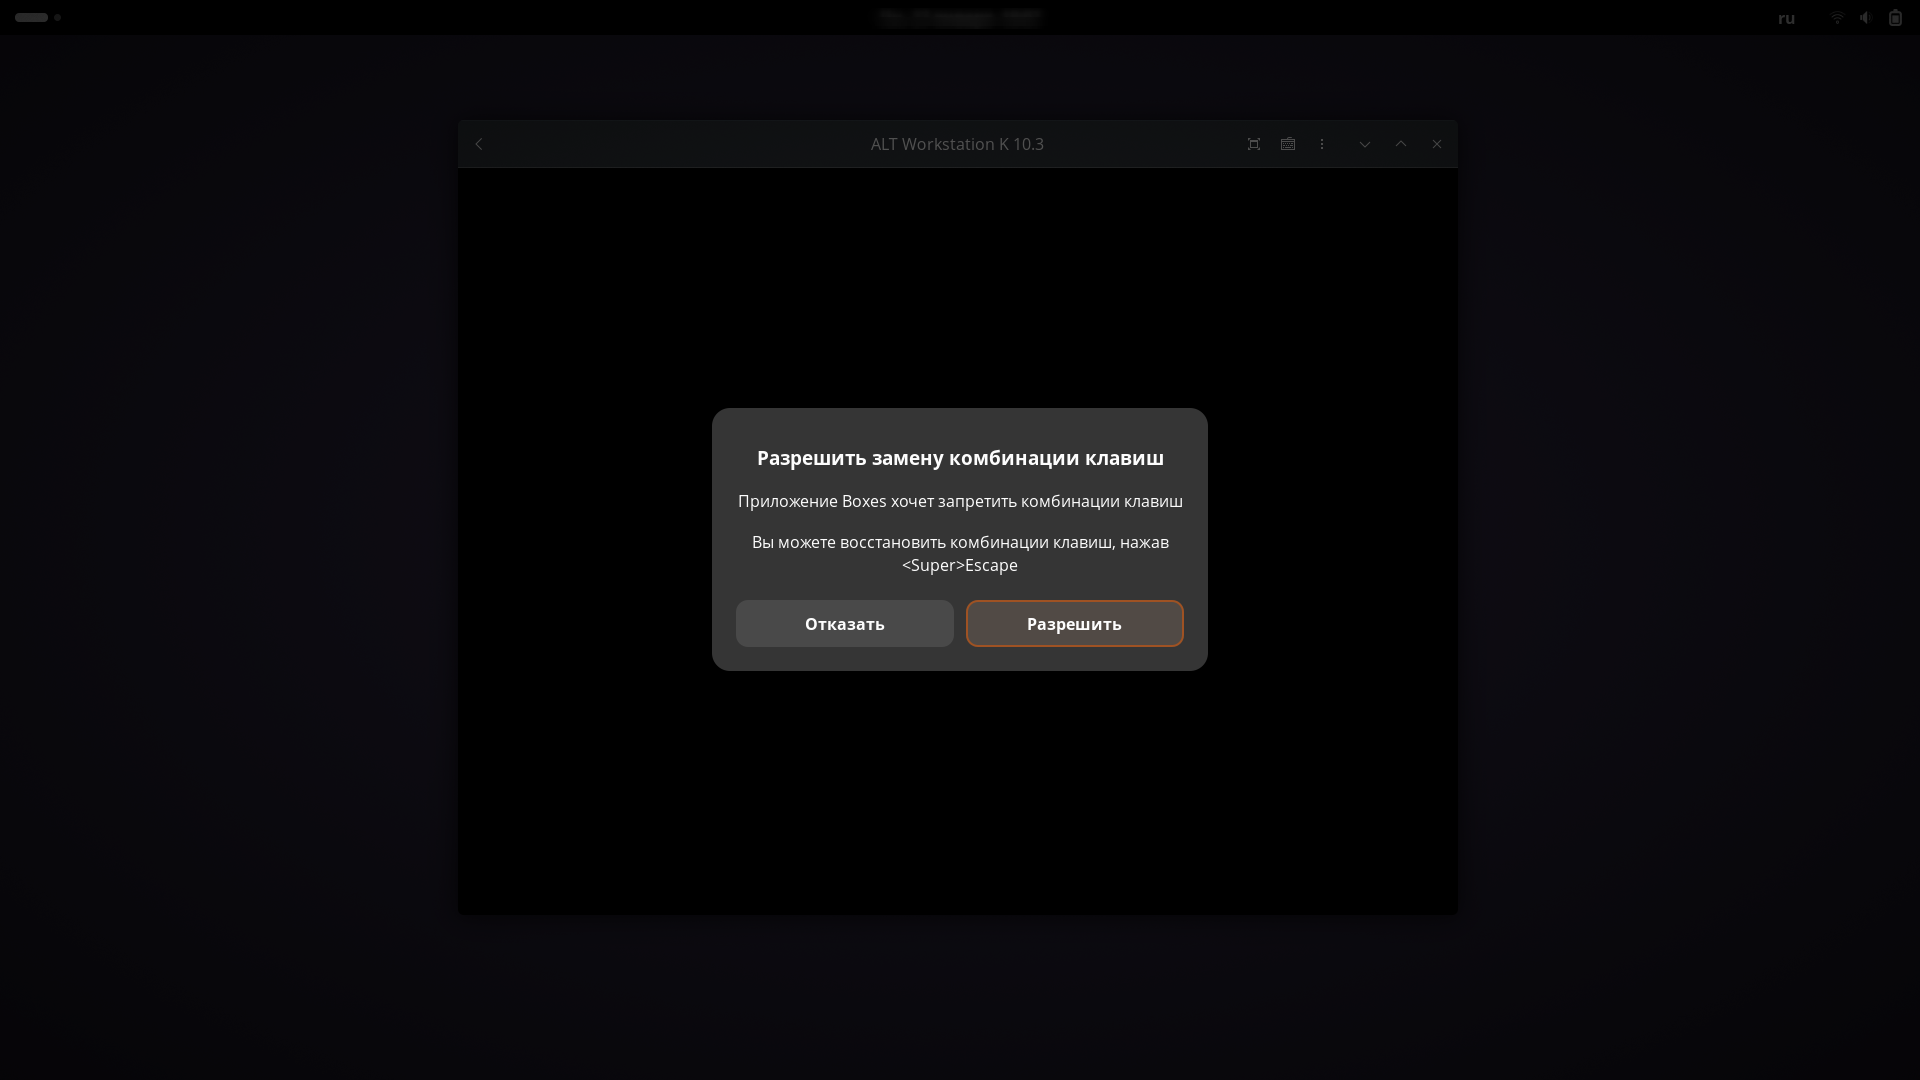 ru
ALT Workstation K 10.3
Разрешить замену комбинации клавиш
Приложение Boxes хочет запретить комбинации клавиш
Вы можете восстановить комбинации клавиш, нажав
<Super>Escape
Отказать
Разрешить